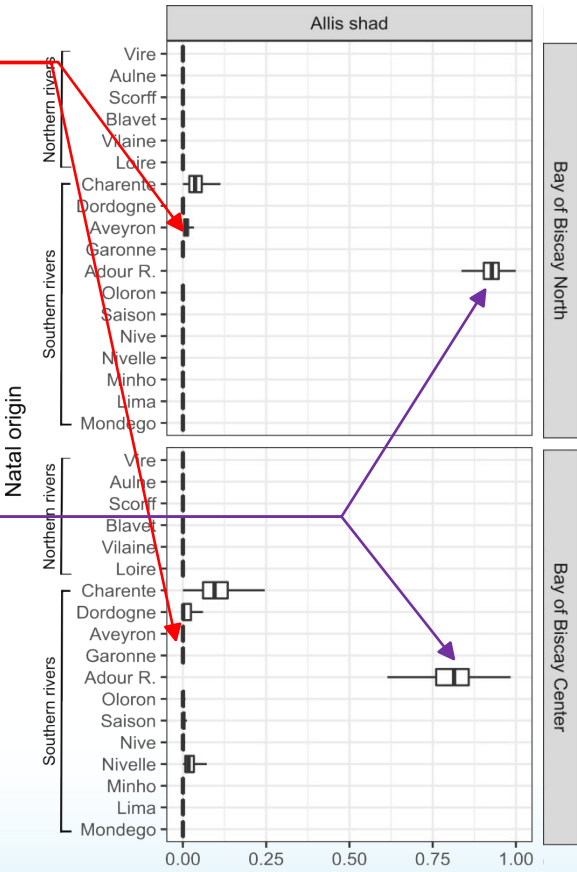 Allis shad
Natal origin
Northern rivers
Vire
Aulne
Scorff
Blavet
Vilaine
Loire
Southern rivers
Charente
Dordogne
Aveyron
Garonne
Adour R.
Oloron
Saison
Nive
Nivelle
Minho
Lima
Mondego
Bay of Biscay North
Northern rivers
Vire
Aulne
Scorff
Blavet
Vilaine
Loire
Southern rivers
Charente
Dordogne
Aveyron
Garonne
Adour R.
Oloron
Saison
Nive
Nivelle
Minho
Lima
Mondego
Bay of Biscay Center
0.00 0.25 0.50 0.75 1.00